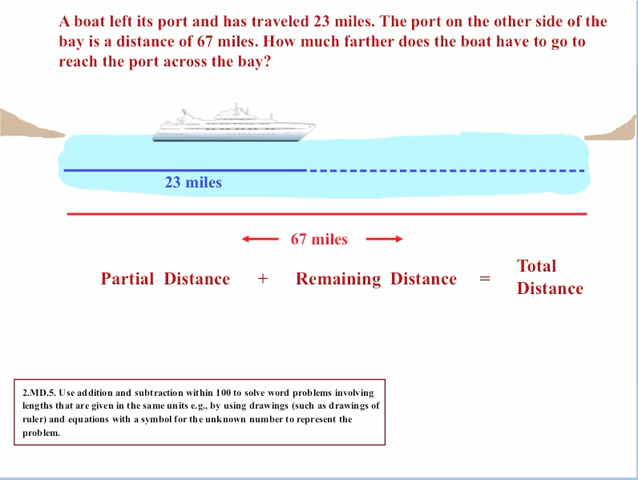 A boat left its port and has traveled 23 miles. The port on the other side of the
bay is a distance of 67 miles. How much farther does the boat have to go to
reach the port across the bay?
23 miles
67 miles
Partial Distance + Remaining Distance = Total Distance
2.MD.5. Use addition and subtraction within 100 to solve word problems involving
lengths that are given in the same units e.g., by using drawings (such as drawings of
ruler) and equations with a symbol for the unknown number to represent the
problem.